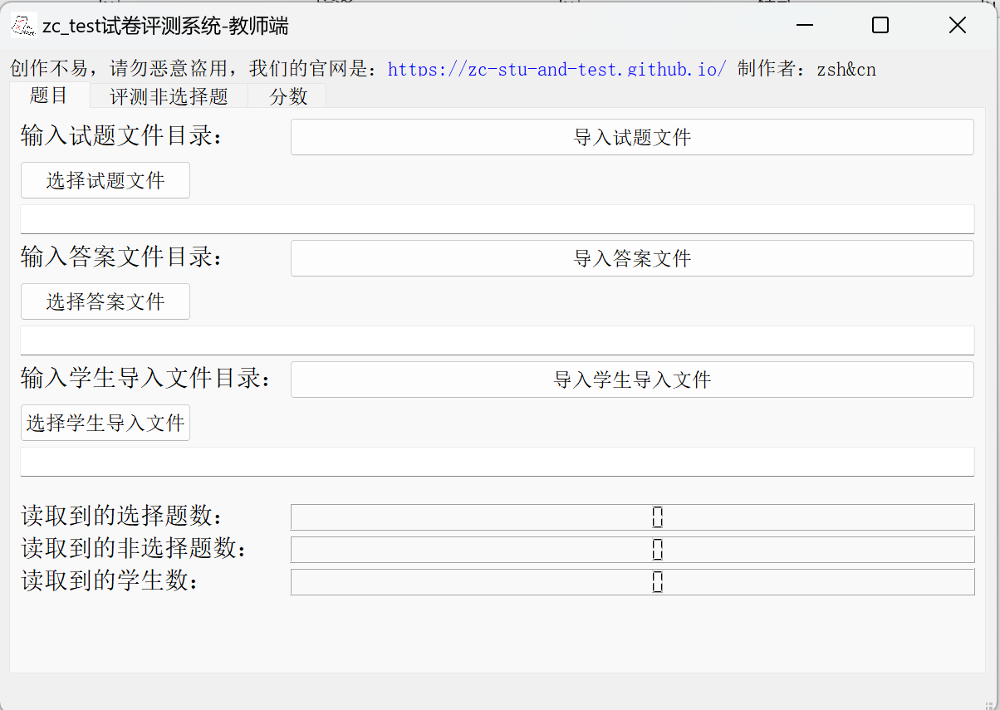 zc_test试卷评测系统-教师端
创作不易，请勿恶意盗用，我们的官网是：https://zc-stu-and-test.github.io/ 制作者：zsh&cn
题目 评测非选择题 分数
输入试题文件目录： 导入试题文件
选择试题文件
输入答案文件目录： 导入答案文件
选择答案文件
输入学生导入文件目录： 导入学生导入文件
选择学生导入文件
读取到的选择题数： 0
读取到的非选择题数： 0
读取到的学生数： 0